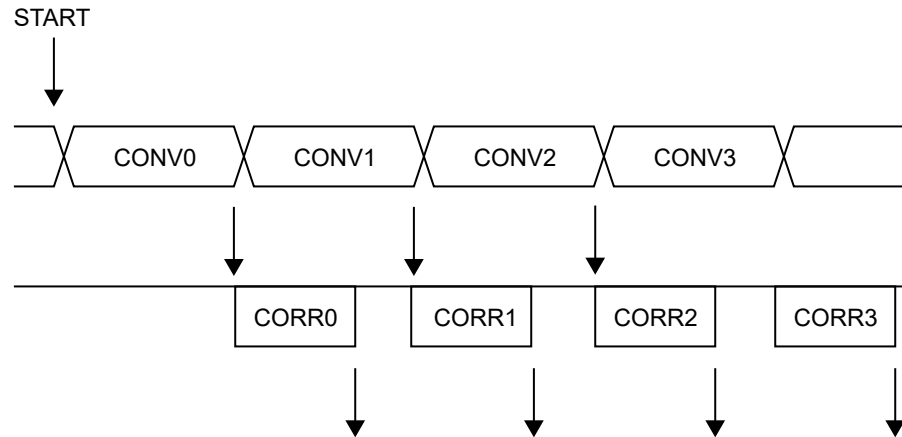 START
CONV0 CONV1 CONV2 CONV3
CORR0 CORR1 CORR2 CORR3